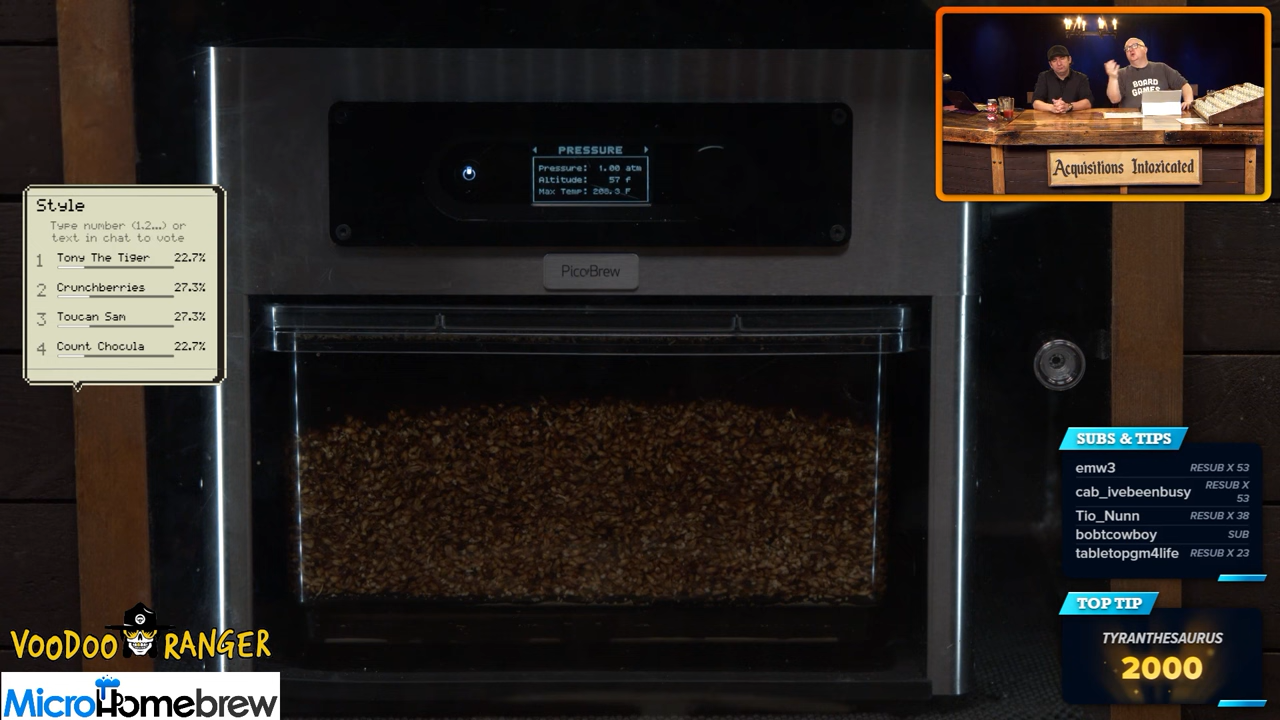 BOARD
GAMES
Acquisitions Intoxicated
PRESSURE
Pressure: 1.00 atm
Altitude: 57 f
Max Temp: 208.3 F
PicoBrew
Style
Type number (1,2...) or
text in chat to vote
1 Tony The Tiger 22.7%
2 Crunchberries 27.3%
3 Toucan Sam 27.3%
4 Count Chocula 22.7%
SUBS & TIPS
emw3 RESUB X 53
cab_ivebeenbusy RESUB X
53
Tio_Nunn RESUB X 38
bobtcowboy SUB
tabletopgm4life RESUB X 23
TOP TIP
TYRANTHESAURUS
2000
VOODOO RANGER
MicroHomebrew